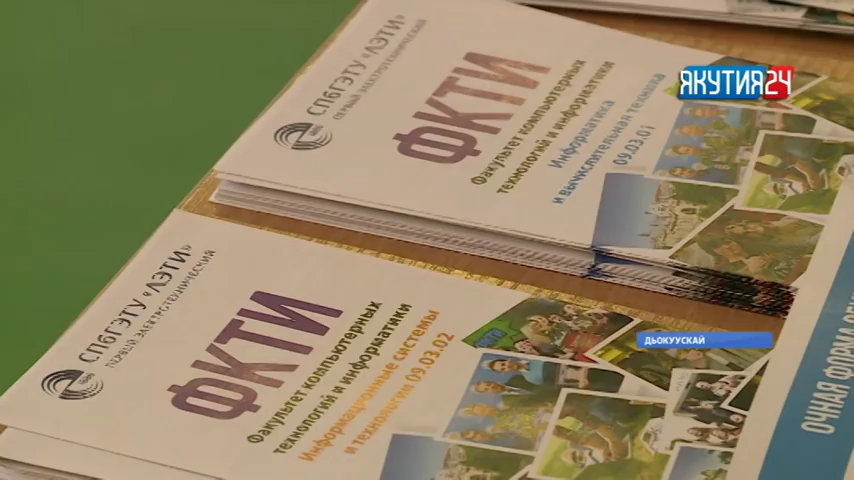 СПбГЭТУ «ЛЭТИ»
ПЕРВЫЙ ЭЛЕКТРОТЕХНИЧЕСКИЙ
ФКТИ
Факультет компьютерных
технологий и информатики
Информатика
и вычислительная техника
09.03.01
ЯКУТИЯ24
СПбГЭТУ «ЛЭТИ»
ПЕРВЫЙ ЭЛЕКТРОТЕХНИЧЕСКИЙ
ФКТИ
Факультет компьютерных
технологий и информатики
Информационные системы
и технологии 09.03.02
ДЬОКУУСКАЙ
ОЧНАЯ ФОРМА